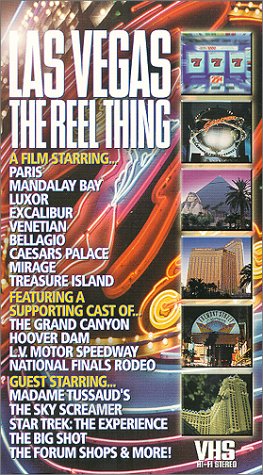 LAS VEGAS
THE REEL THING
A FILM STARRING...
PARIS
MANDALAY BAY
LUXOR
EXCALIBUR
VENETIAN
BELLAGIO
CAESARS PALACE
MIRAGE
TREASURE ISLAND
FEATURING A
SUPPORTING CAST OF...
THE GRAND CANYON
HOOVER DAM
L.V. MOTOR SPEEDWAY
NATIONAL FINALS RODEO
GUEST STARRING...
MADAME TUSSAUD'S
THE SKY SCREAMER
STAR TREK: THE EXPERIENCE
THE BIG SHOT
THE FORUM SHOPS & MORE!
VHS
HI-FI STEREO